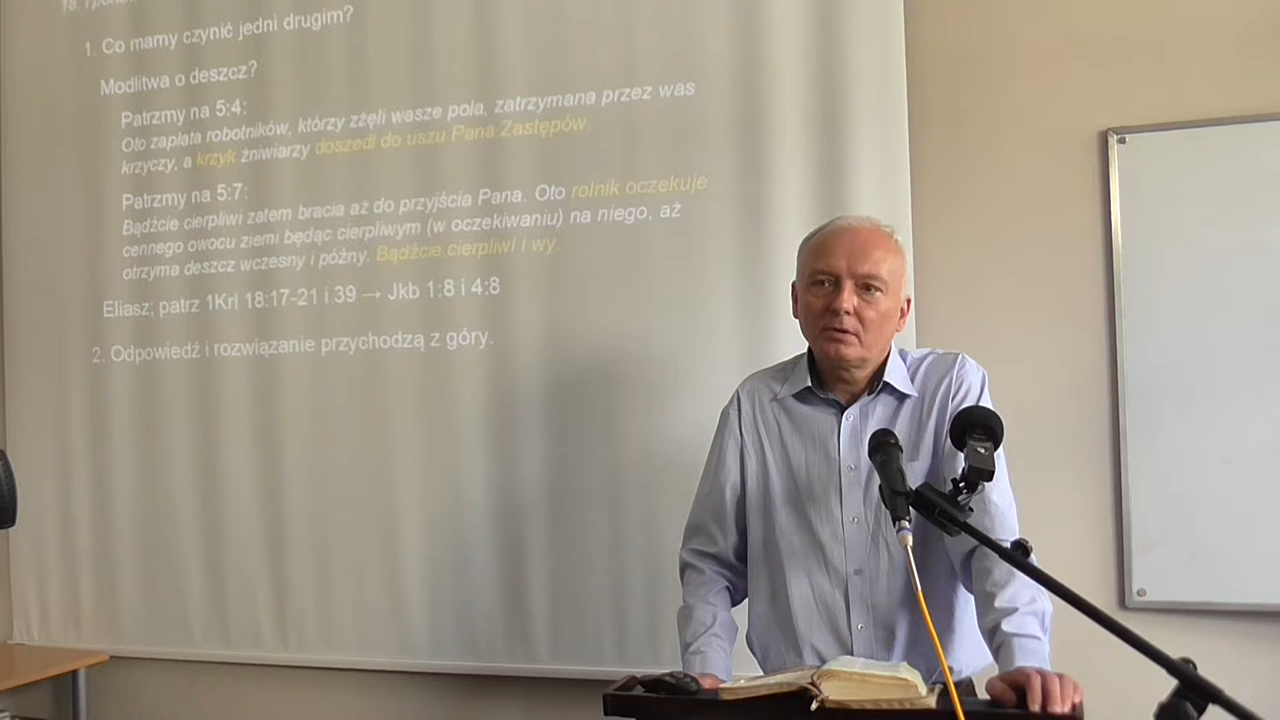 18. I
1. Co mamy czynić jedni drugim?
Modlitwa o deszcz?
Patrzmy na 5:4:
Oto zapłata robotników, którzy zżęli wasze pola, zatrzymana przez was
krzyczy, a krzyk żniwiarzy doszedł do uszu Pana Zastępów.
Patrzmy na 5:7:
Bądźcie cierpliwi zatem bracia aż do przyjścia Pana. Oto rolnik oczekuje
cennego owocu ziemi będąc cierpliwym (w oczekiwaniu) na niego, aż
otrzyma deszcz wczesny i późny. Bądźcie cierpliwi i wy.
Eliasz; patrz 1Krl 18:17-21 i 39 → Jkb 1:8 i 4:8
2. Odpowiedź i rozwiązanie przychodzą z góry.